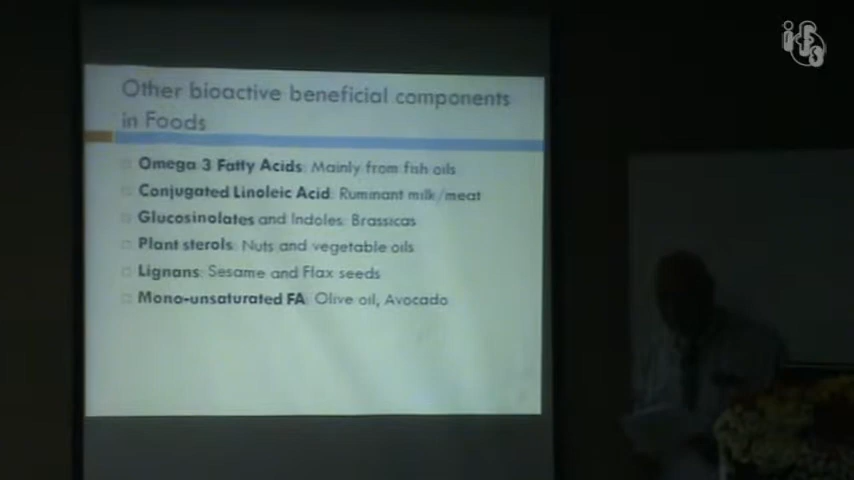 Other bioactive beneficial components
in Foods
Omega 3 Fatty Acids: Mainly from fish oils
Conjugated Linoleic Acid: Ruminant milk/meat
Glucosinolates and Indoles: Brassicas
Plant sterols: Nuts and vegetable oils
Lignans: Sesame and Flax seeds
Mono-unsaturated FA: Olive oil, Avocado